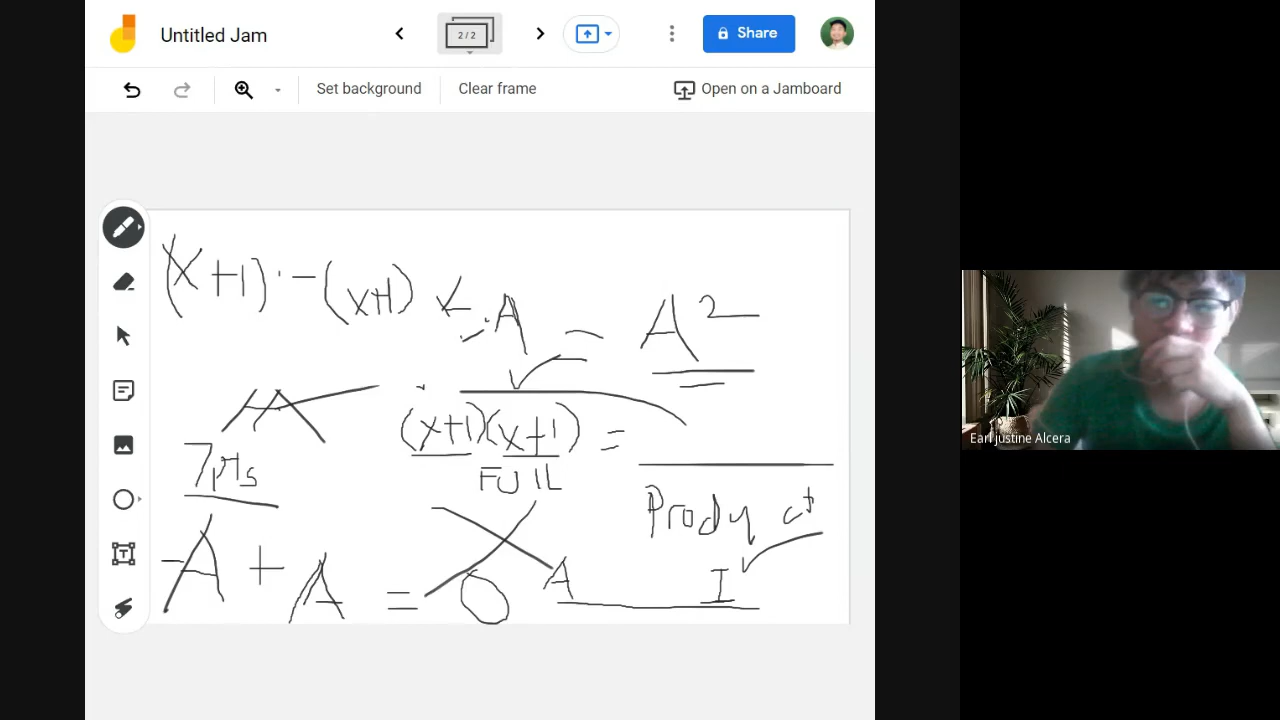 Untitled Jam
2 / 2
Share
Set background
Clear frame
Open on a Jamboard
(x+1) · - (x+1)
A = A²
7pts
(x+1)(x+1) =
FOIL
Product
-A + A = 0
A
I
Earl justine Alcera